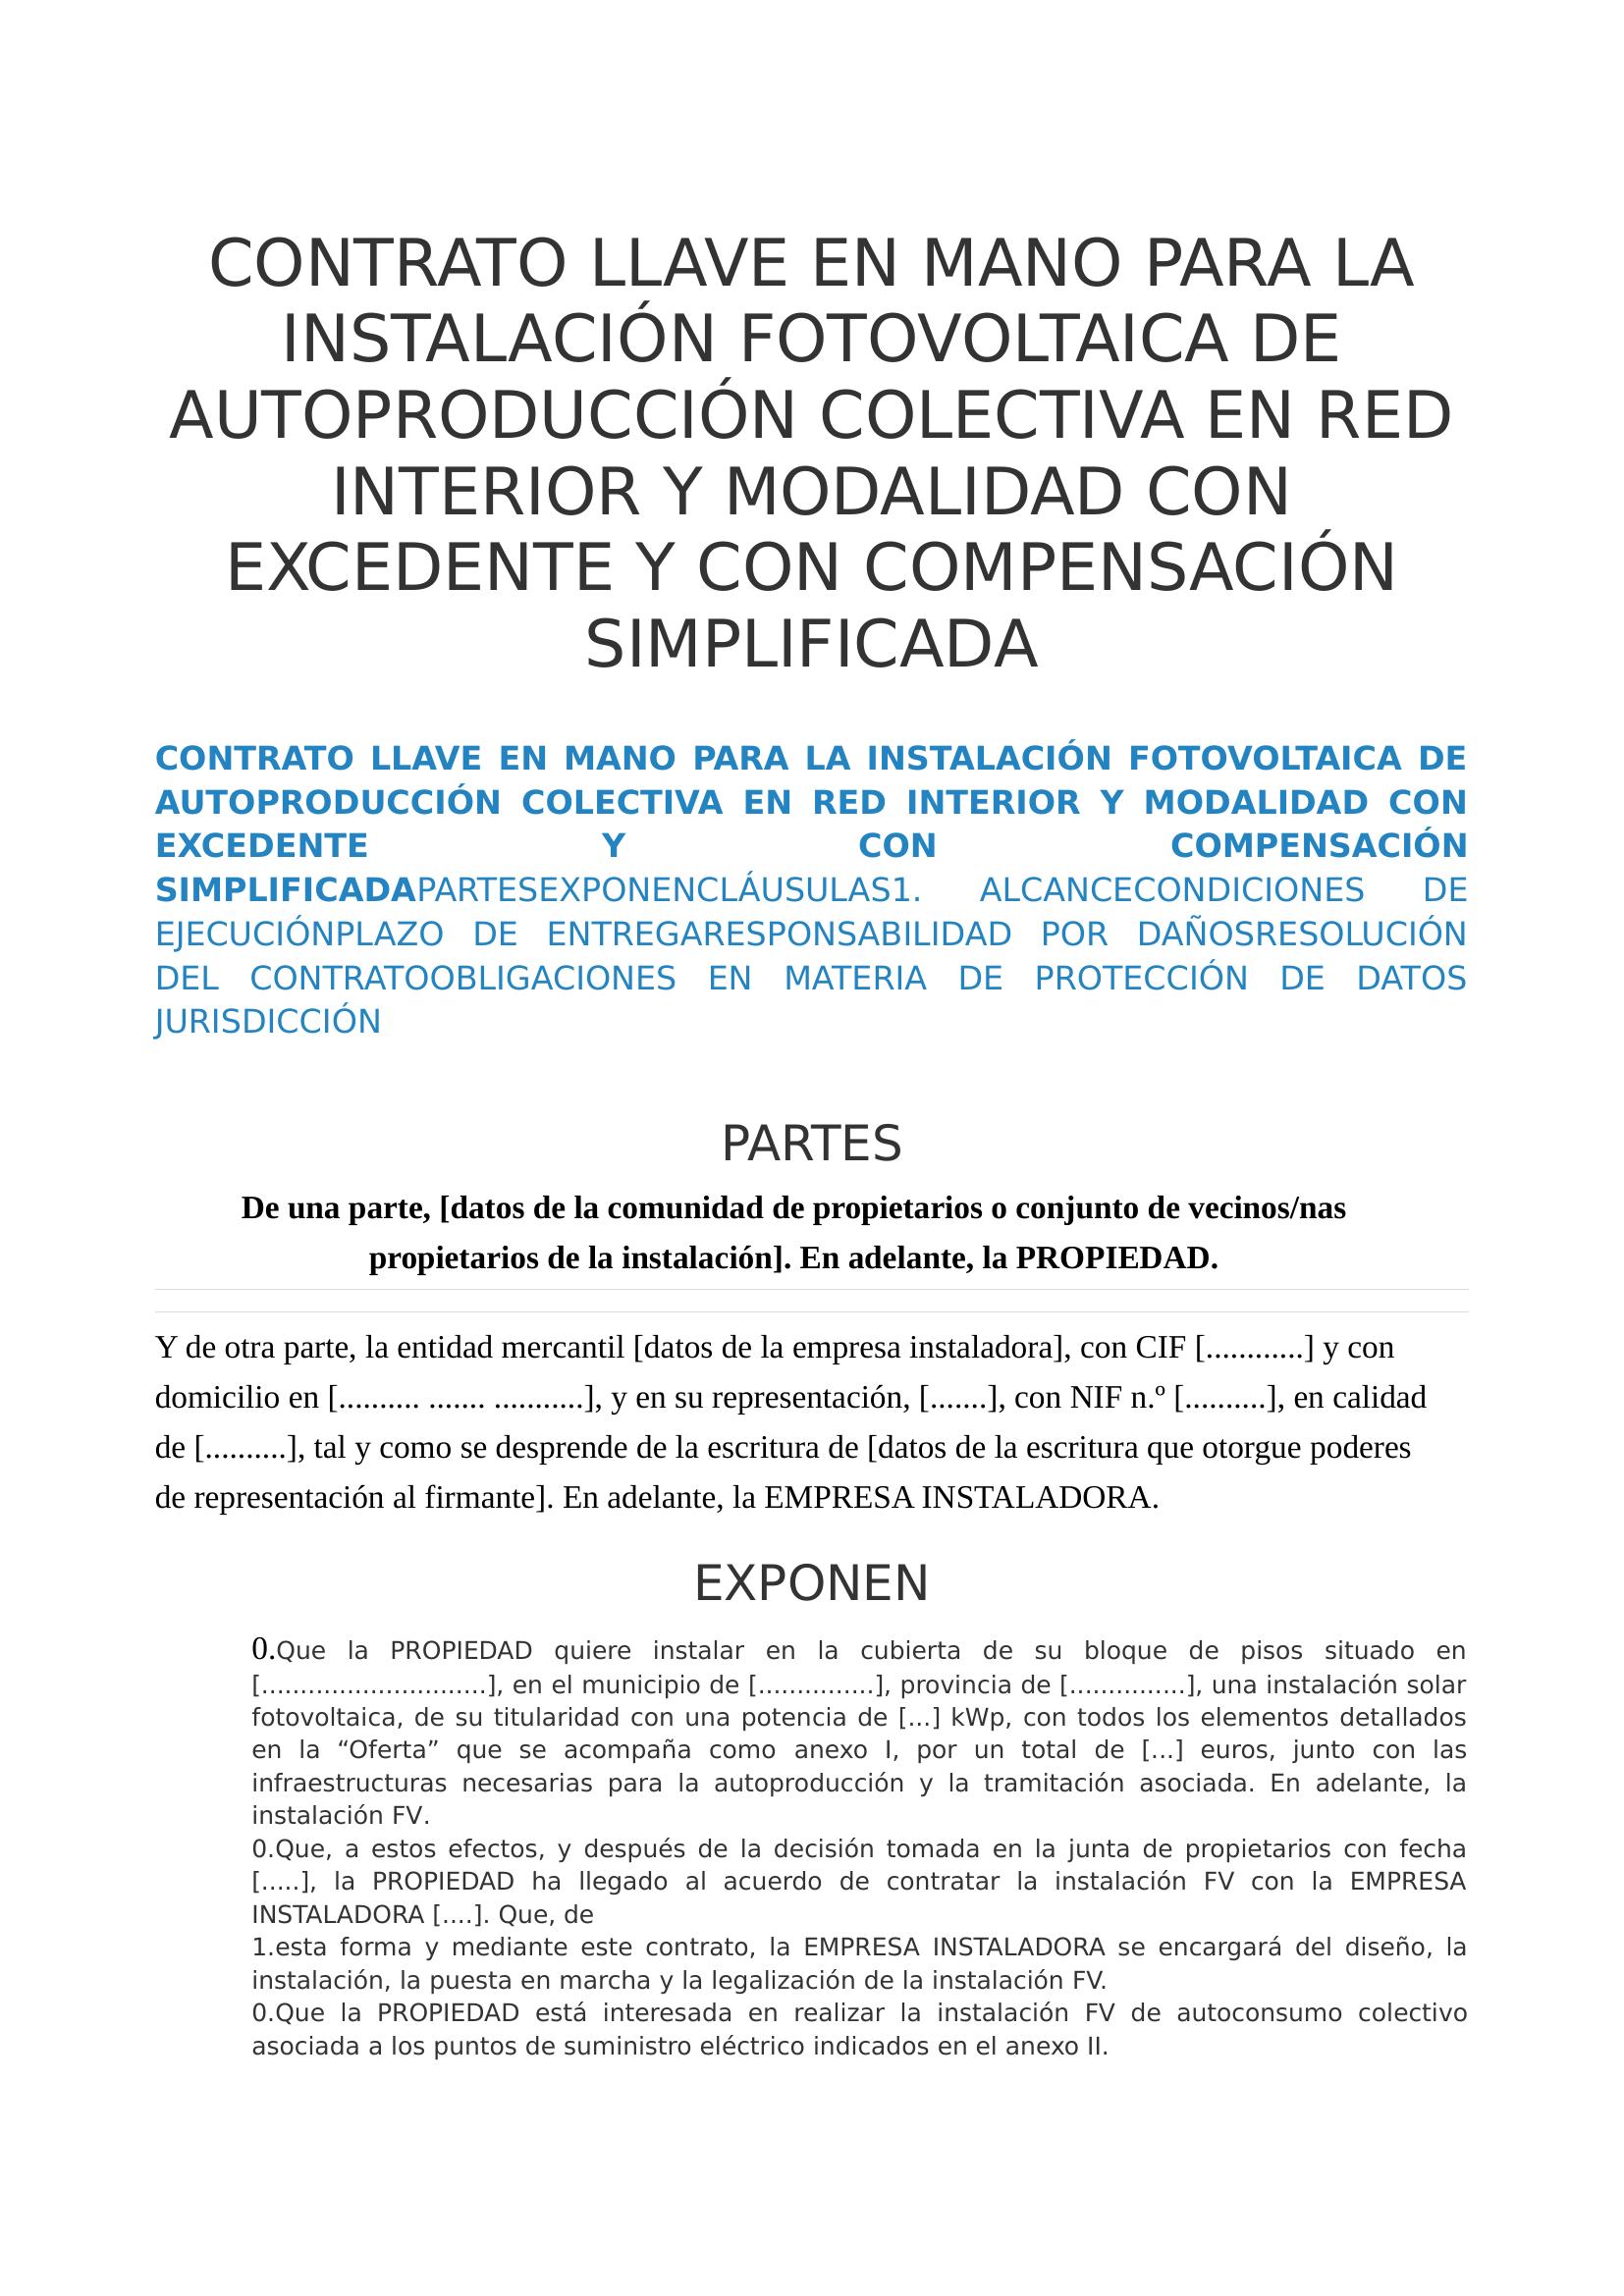 CONTRATO LLAVE EN MANO PARA LA
INSTALACIÓN FOTOVOLTAICA DE
AUTOPRODUCCIÓN COLECTIVA EN RED
INTERIOR Y MODALIDAD CON
EXCEDENTE Y CON COMPENSACIÓN
SIMPLIFICADA
CONTRATO LLAVE EN MANO PARA LA INSTALACIÓN FOTOVOLTAICA DE
AUTOPRODUCCIÓN COLECTIVA EN RED INTERIOR Y MODALIDAD CON
EXCEDENTE Y CON COMPENSACIÓN
SIMPLIFICADAPARTESEXPONENCLÁUSULAS1. ALCANCECONDICIONES DE
EJECUCIÓNPLAZO DE ENTREGARESPONSABILIDAD POR DAÑOSRESOLUCIÓN
DEL CONTRATOOBLIGACIONES EN MATERIA DE PROTECCIÓN DE DATOS
JURISDICCIÓN
PARTES
De una parte, [datos de la comunidad de propietarios o conjunto de vecinos/nas
propietarios de la instalación]. En adelante, la PROPIEDAD.
Y de otra parte, la entidad mercantil [datos de la empresa instaladora], con CIF [............] y con
domicilio en [.......... ....... ...........], y en su representación, [.......], con NIF n.º [..........], en calidad
de [..........], tal y como se desprende de la escritura de [datos de la escritura que otorgue poderes
de representación al firmante]. En adelante, la EMPRESA INSTALADORA.
EXPONEN
0.Que la PROPIEDAD quiere instalar en la cubierta de su bloque de pisos situado en
[.............................], en el municipio de [...............], provincia de [...............], una instalación solar
fotovoltaica, de su titularidad con una potencia de [...] kWp, con todos los elementos detallados
en la “Oferta” que se acompaña como anexo I, por un total de [...] euros, junto con las
infraestructuras necesarias para la autoproducción y la tramitación asociada. En adelante, la
instalación FV.
0.Que, a estos efectos, y después de la decisión tomada en la junta de propietarios con fecha
[.....], la PROPIEDAD ha llegado al acuerdo de contratar la instalación FV con la EMPRESA
INSTALADORA [....]. Que, de
1.esta forma y mediante este contrato, la EMPRESA INSTALADORA se encargará del diseño, la
instalación, la puesta en marcha y la legalización de la instalación FV.
0.Que la PROPIEDAD está interesada en realizar la instalación FV de autoconsumo colectivo
asociada a los puntos de suministro eléctrico indicados en el anexo II.